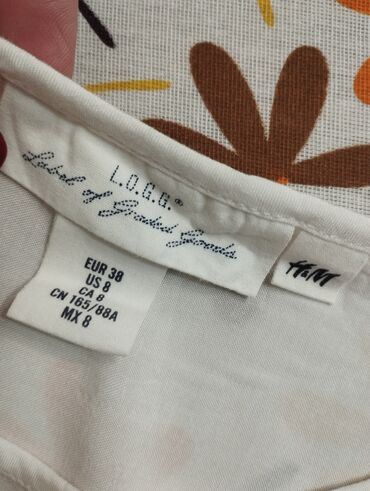 L.O.G.G.®
Label of Graded Goods
H&M
EUR 38
US 8
CA 8
CN 165/88A
MX 8